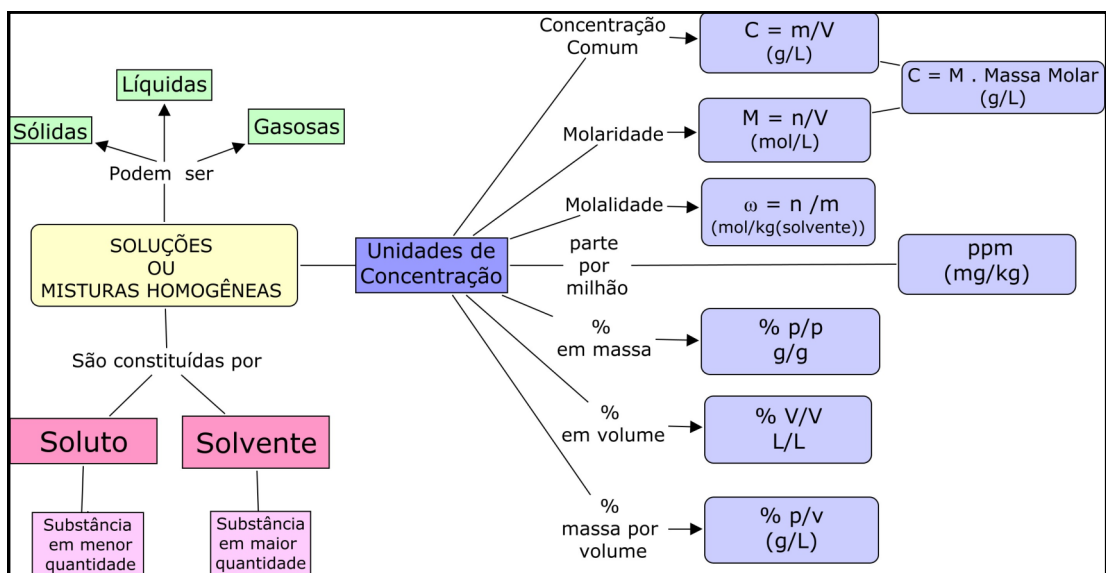 Sólidas
Líquidas
Gasosas
Podem ser
SOLUÇÕES
OU
MISTURAS HOMOGÊNEAS
São constituídas por
Soluto
Solvente
Substância
em menor
quantidade
Substância
em maior
quantidade
Unidades de
Concentração
Concentração
Comum
C = m/V
(g/L)
C = M . Massa Molar
(g/L)
Molaridade
M = n/V
(mol/L)
Molalidade
ω = n /m
(mol/kg(solvente))
parte
por
milhão
ppm
(mg/kg)
%
em massa
% p/p
g/g
%
em volume
% V/V
L/L
%
massa por
volume
% p/v
(g/L)